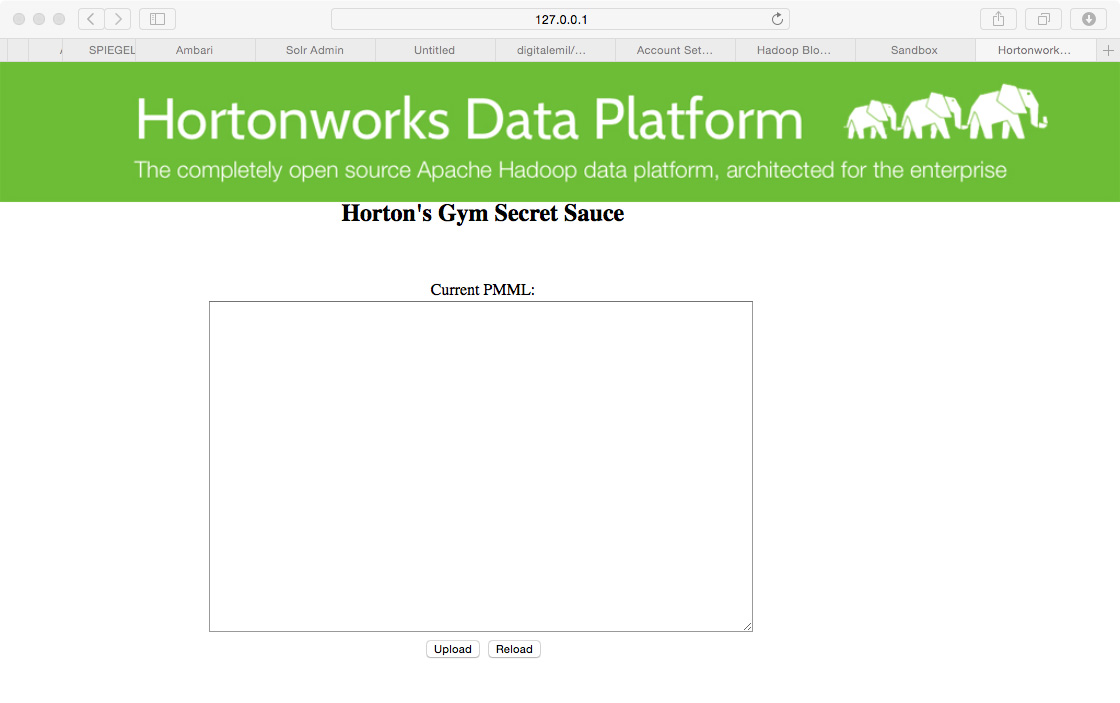 127.0.0.1
SPIEGEL Ambari Solr Admin Untitled digitalemil/... Account Set... Hadoop Blo... Sandbox Hortonwork...
Hortonworks Data Platform
The completely open source Apache Hadoop data platform, architected for the enterprise
Horton's Gym Secret Sauce
Current PMML:
Upload Reload